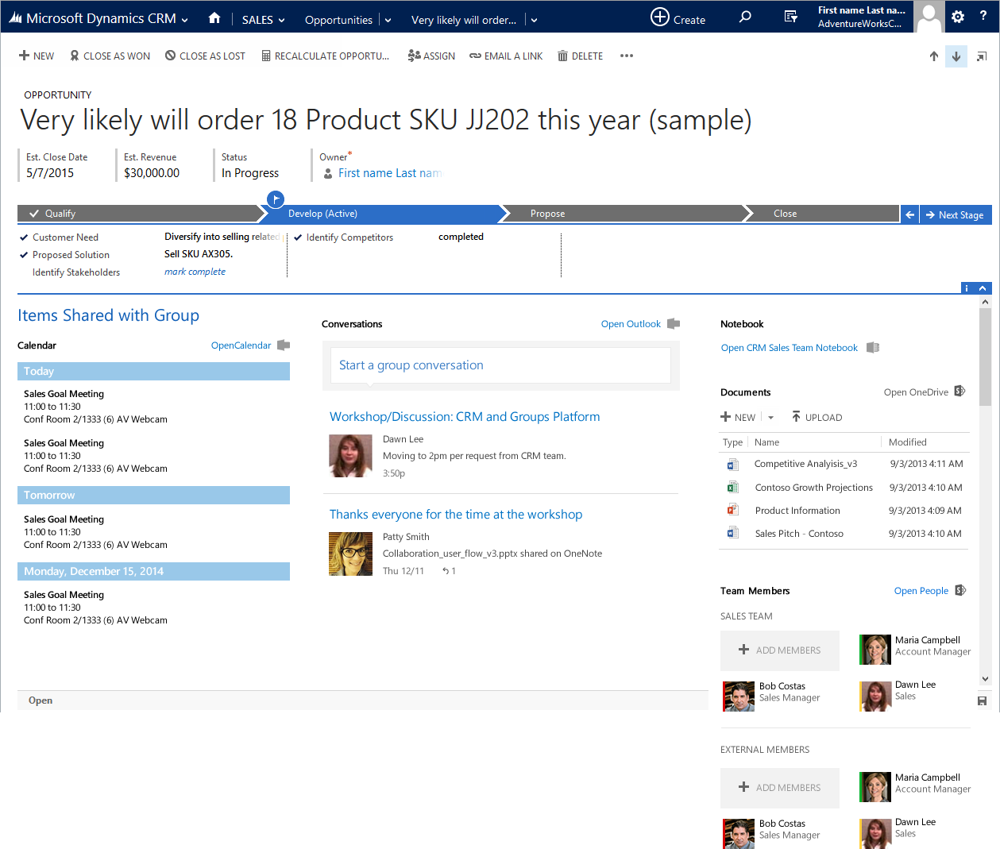 Microsoft Dynamics CRM SALES Opportunities Very likely will order... Create First name Last na...
AdventureWorksC... ?
NEW CLOSE AS WON CLOSE AS LOST RECALCULATE OPPORTU... ASSIGN EMAIL A LINK DELETE •••
OPPORTUNITY
Very likely will order 18 Product SKU JJ202 this year (sample)
Est. Close Date Est. Revenue Status Owner*
5/7/2015 $30,000.00 In Progress First name Last nam
Qualify Develop (Active) Propose Close Next Stage
Customer Need Diversify into selling related Identify Competitors completed
Proposed Solution Sell SKU AX305.
Identify Stakeholders mark complete
i
Items Shared with Group
Calendar OpenCalendar
Today
Sales Goal Meeting
11:00 to 11:30
Conf Room 2/1333 (6) AV Webcam
Sales Goal Meeting
11:00 to 11:30
Conf Room 2/1333 (6) AV Webcam
Tomorrow
Sales Goal Meeting
11:00 to 11:30
Conf Room 2/1333 (6) AV Webcam
Monday, December 15, 2014
Sales Goal Meeting
11:00 to 11:30
Conf Room 2/1333 (6) AV Webcam
Conversations Open Outlook
Start a group conversation
Workshop/Discussion: CRM and Groups Platform
Dawn Lee
Moving to 2pm per request from CRM team.
3:50p
Thanks everyone for the time at the workshop
Patty Smith
Collaboration_user_flow_v3.pptx shared on OneNote
Thu 12/11 1
Notebook
Open CRM Sales Team Notebook
Documents Open OneDrive
NEW UPLOAD
Type Name Modified
Competitive Analyisis_v3 9/3/2013 4:11 AM
Contoso Growth Projections 9/3/2013 4:10 AM
Product Information 9/3/2013 4:09 AM
Sales Pitch - Contoso 9/3/2013 4:10 AM
Team Members Open People
SALES TEAM
ADD MEMBERS
Maria Campbell
Account Manager
Bob Costas
Sales Manager
Dawn Lee
Sales
Open
EXTERNAL MEMBERS
ADD MEMBERS
Maria Campbell
Account Manager
Bob Costas
Sales Manager
Dawn Lee
Sales